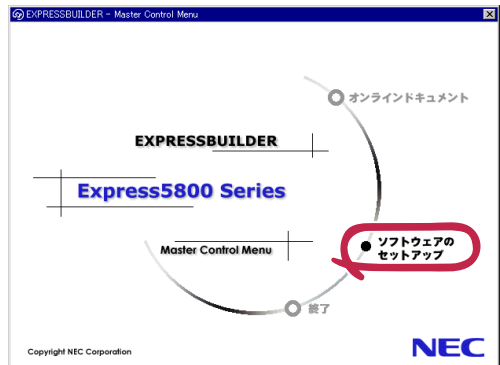 EXPRESSBUILDER - Master Control Menu
オンラインドキュメント
EXPRESSBUILDER
Express5800 Series
Master Control Menu
ソフトウェアの
セットアップ
終了
Copyright NEC Corporation
NEC